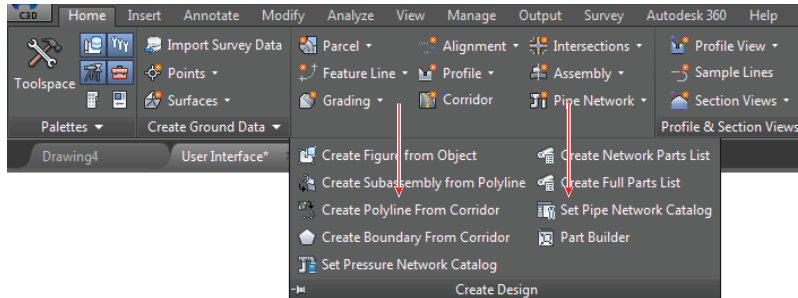 C3D Home Insert Annotate Modify Analyze View Manage Output Survey Autodesk 360 Help
Import Survey Data Parcel Alignment Intersections Profile View
Toolspace Points Feature Line Profile Assembly Sample Lines
Surfaces Grading Corridor Pipe Network Section Views
Palettes Create Ground Data Profile & Section Views
Drawing4 User Interface*
Create Figure from Object Create Network Parts List
Create Subassembly from Polyline Create Full Parts List
Create Polyline From Corridor Set Pipe Network Catalog
Create Boundary From Corridor Part Builder
Set Pressure Network Catalog
Create Design